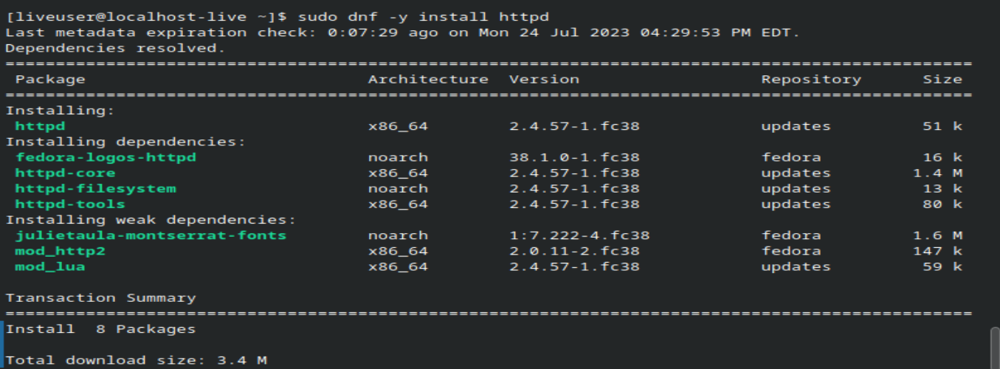 [liveuser@localhost-live ~]$ sudo dnf -y install httpd
Last metadata expiration check: 0:07:29 ago on Mon 24 Jul 2023 04:29:53 PM EDT.
Dependencies resolved.
================================================================================================
Package Architecture Version Repository Size
================================================================================================
Installing:
httpd x86_64 2.4.57-1.fc38 updates 51 k
Installing dependencies:
fedora-logos-httpd noarch 38.1.0-1.fc38 fedora 16 k
httpd-core x86_64 2.4.57-1.fc38 updates 1.4 M
httpd-filesystem noarch 2.4.57-1.fc38 updates 13 k
httpd-tools x86_64 2.4.57-1.fc38 updates 80 k
Installing weak dependencies:
julietaula-montserrat-fonts noarch 1:7.222-4.fc38 fedora 1.6 M
mod_http2 x86_64 2.0.11-2.fc38 fedora 147 k
mod_lua x86_64 2.4.57-1.fc38 updates 59 k
Transaction Summary
================================================================================================
Install 8 Packages
Total download size: 3.4 M